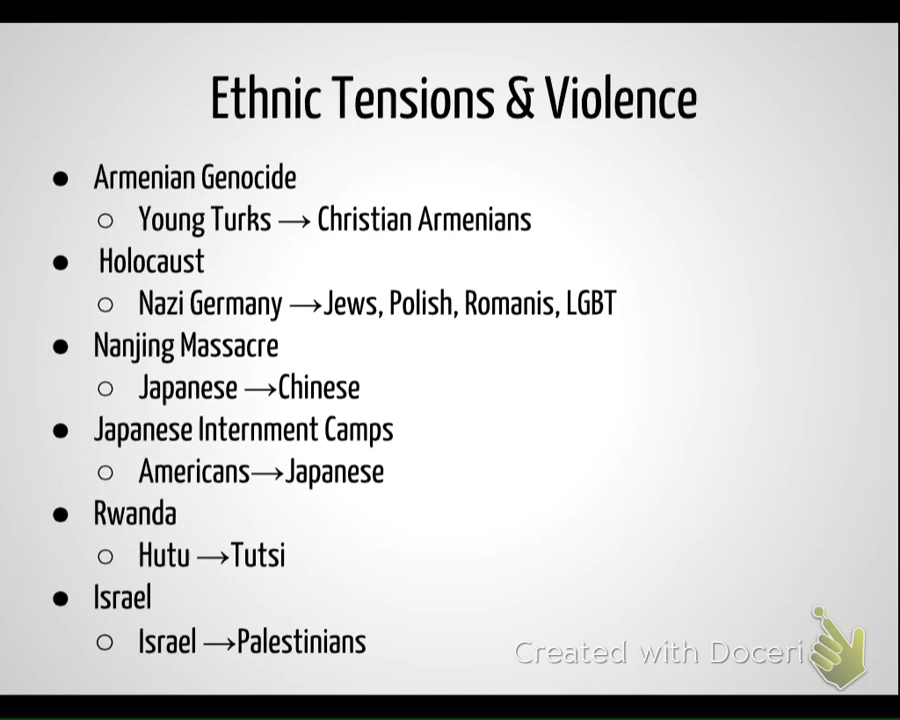 Ethnic Tensions & Violence
● Armenian Genocide
○ Young Turks → Christian Armenians
● Holocaust
○ Nazi Germany →Jews, Polish, Romanis, LGBT
● Nanjing Massacre
○ Japanese →Chinese
● Japanese Internment Camps
○ Americans→Japanese
● Rwanda
○ Hutu →Tutsi
● Israel
○ Israel →Palestinians
Created with Doceri